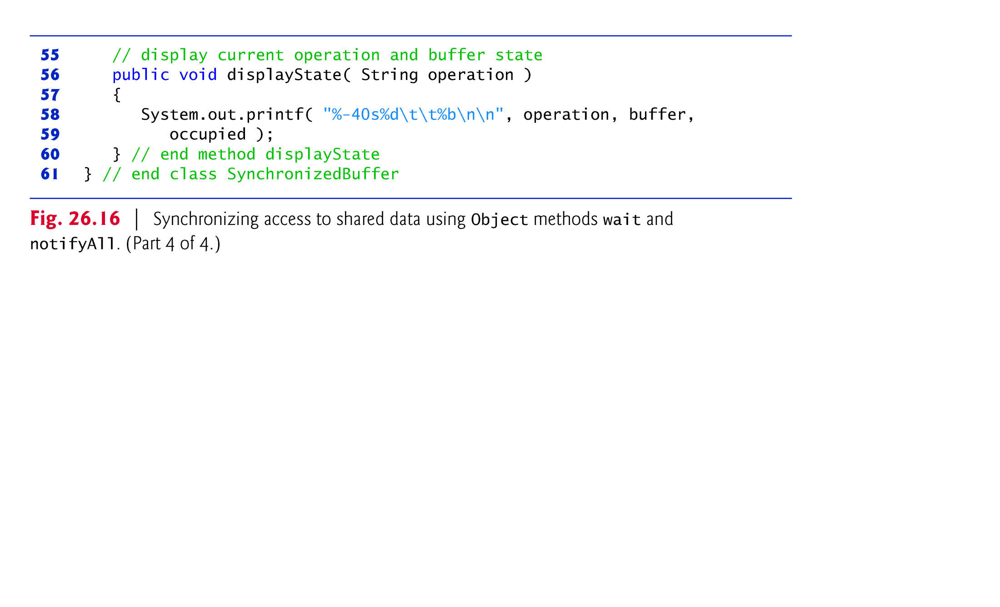 55 // display current operation and buffer state
56 public void displayState( String operation )
57 {
58 System.out.printf( "%-40s%d\t\t%b\n\n", operation, buffer,
59 occupied );
60 } // end method displayState
61 } // end class SynchronizedBuffer
Fig. 26.16 | Synchronizing access to shared data using Object methods wait and
notifyAll. (Part 4 of 4.)